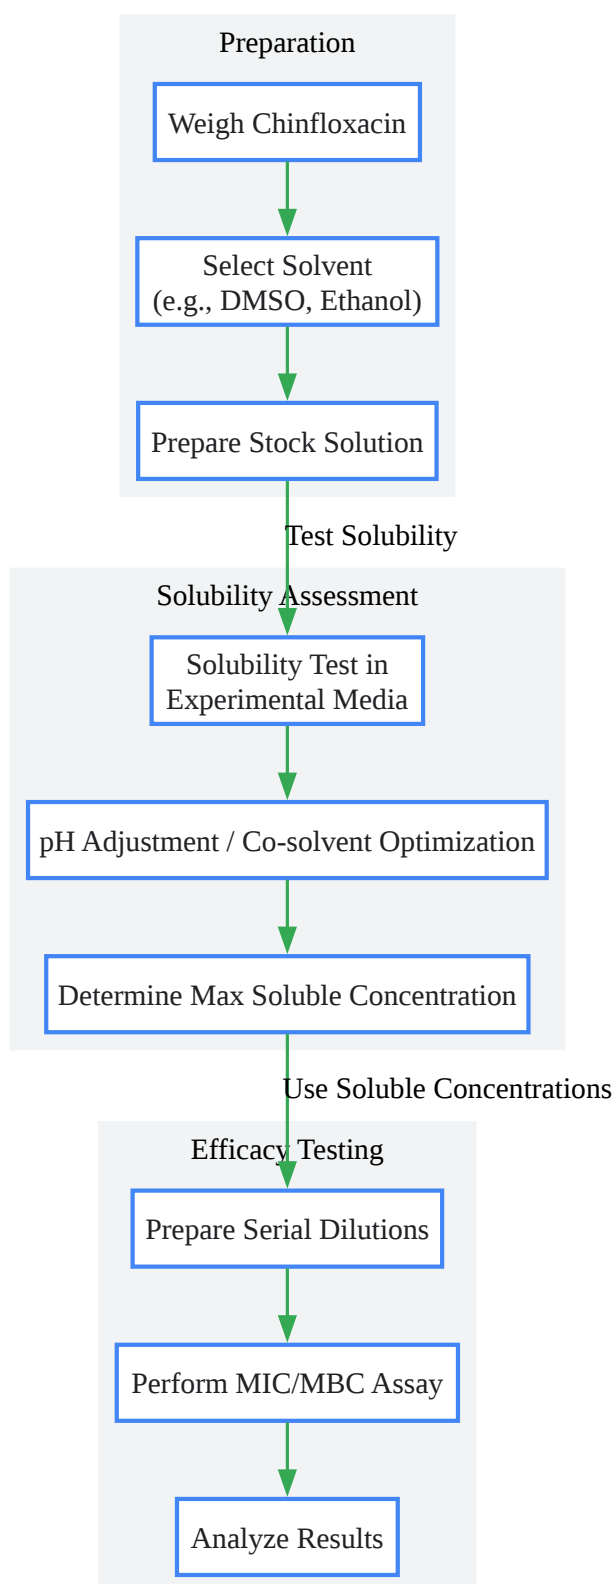 Preparation
Weigh Chinfloxacin
Select Solvent
(e.g., DMSO, Ethanol)
Prepare Stock Solution
Test Solubility
Solubility Assessment
Solubility Test in
Experimental Media
pH Adjustment / Co-solvent Optimization
Determine Max Soluble Concentration
Use Soluble Concentrations
Efficacy Testing
Prepare Serial Dilutions
Perform MIC/MBC Assay
Analyze Results